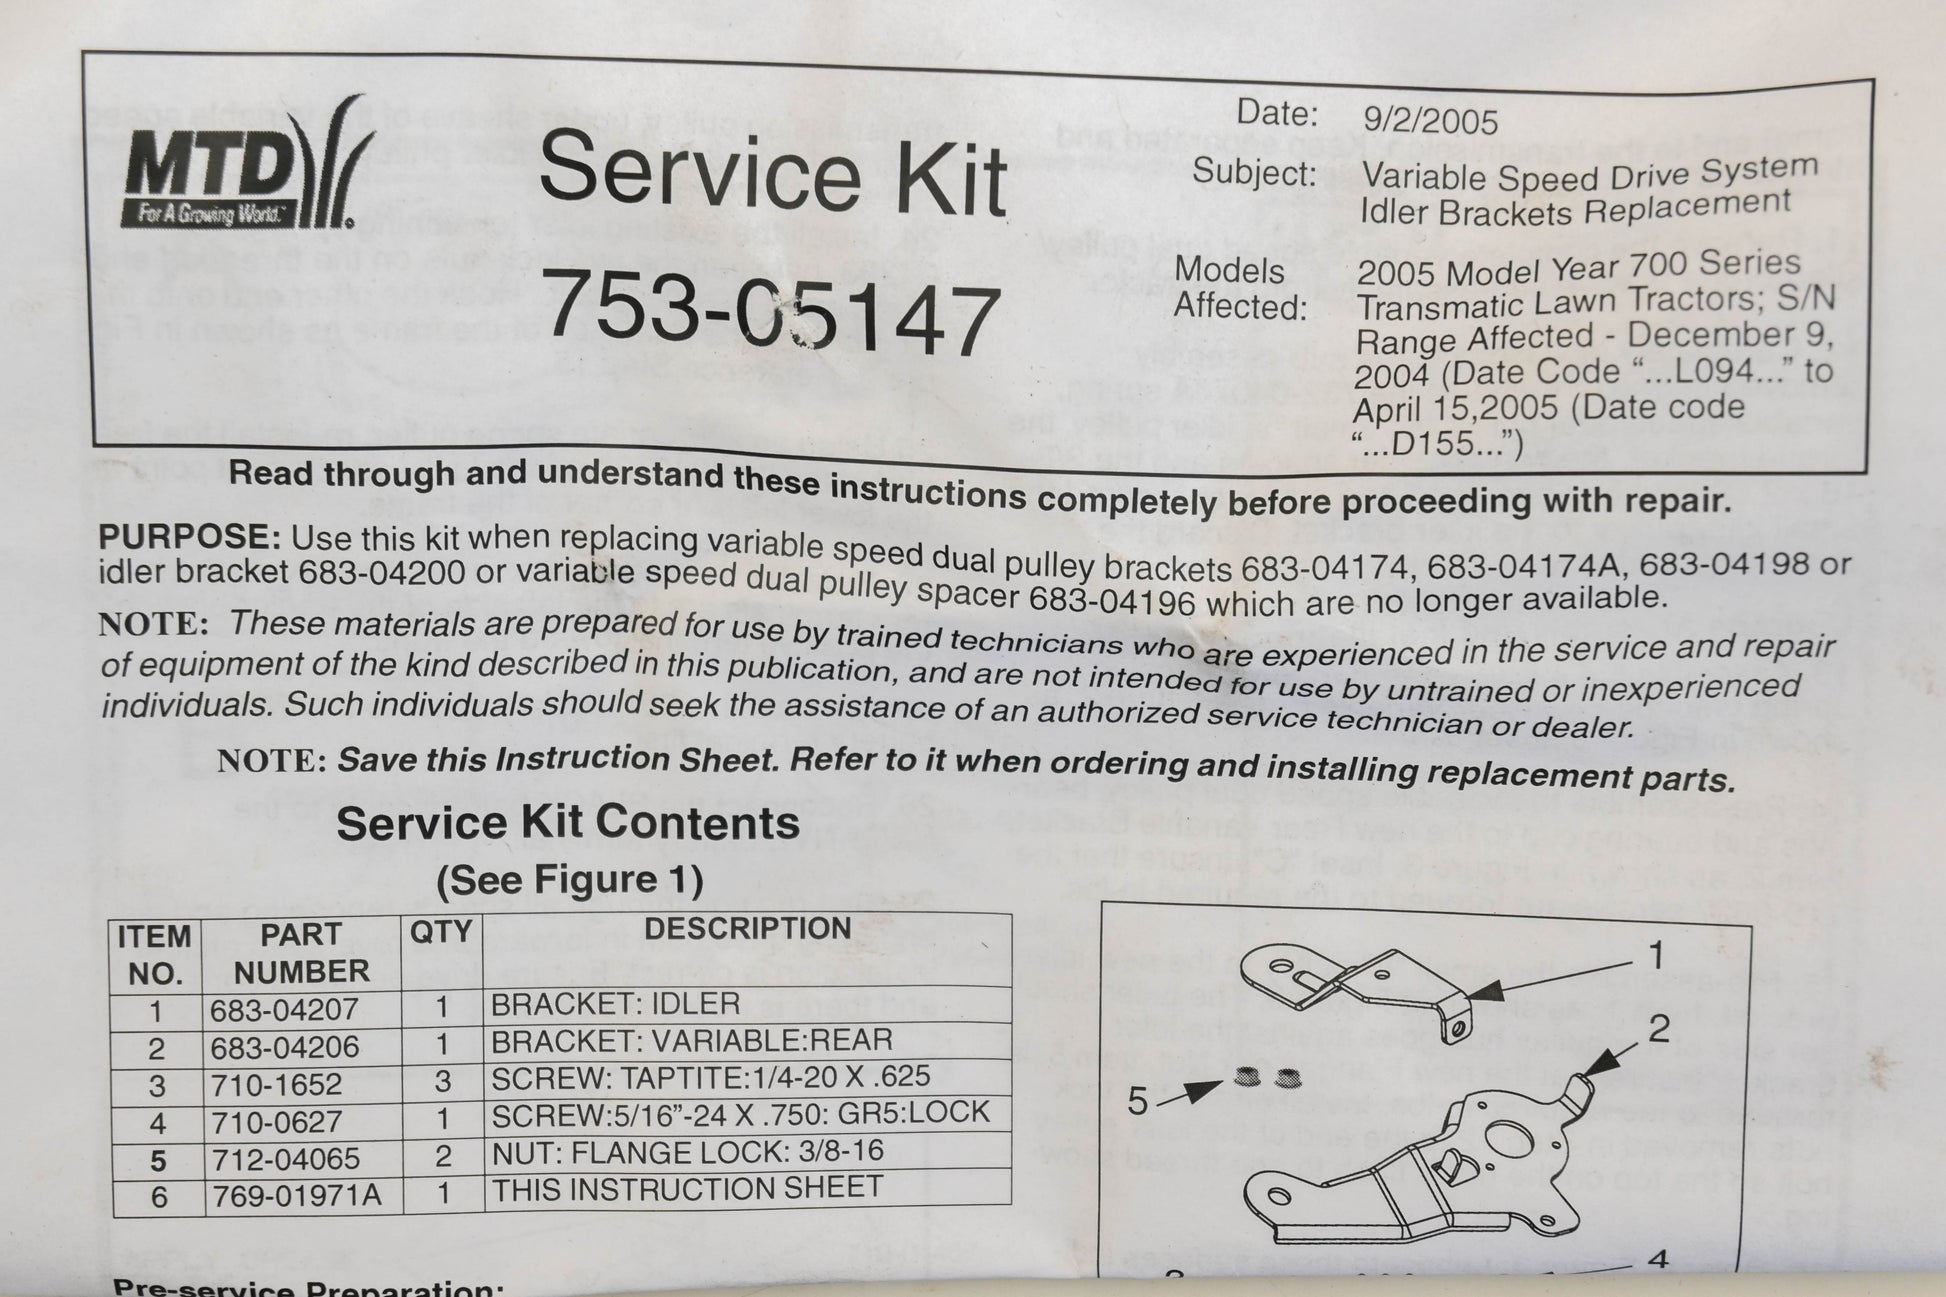 MTD
For A Growing World.™
Service Kit
753-05147
Date: 9/2/2005
Subject: Variable Speed Drive System
Idler Brackets Replacement
Models 2005 Model Year 700 Series
Affected: Transmatic Lawn Tractors; S/N
Range Affected - December 9,
2004 (Date Code “...L094...” to
April 15,2005 (Date code
“...D155...”)
Read through and understand these instructions completely before proceeding with repair.
PURPOSE: Use this kit when replacing variable speed dual pulley brackets 683-04174, 683-04174A, 683-04198 or
idler bracket 683-04200 or variable speed dual pulley spacer 683-04196 which are no longer available.
NOTE: These materials are prepared for use by trained technicians who are experienced in the service and repair
of equipment of the kind described in this publication, and are not intended for use by untrained or inexperienced
individuals. Such individuals should seek the assistance of an authorized service technician or dealer.
NOTE: Save this Instruction Sheet. Refer to it when ordering and installing replacement parts.
Service Kit Contents
(See Figure 1)
ITEM NO. PART NUMBER QTY DESCRIPTION
1 683-04207 1 BRACKET: IDLER
2 683-04206 1 BRACKET: VARIABLE:REAR
3 710-1652 3 SCREW: TAPTITE:1/4-20 X .625
4 710-0627 1 SCREW:5/16”-24 X .750: GR5:LOCK
5 712-04065 2 NUT: FLANGE LOCK: 3/8-16
6 769-01971A 1 THIS INSTRUCTION SHEET
1
2
5
4
Pre-service Preparation: